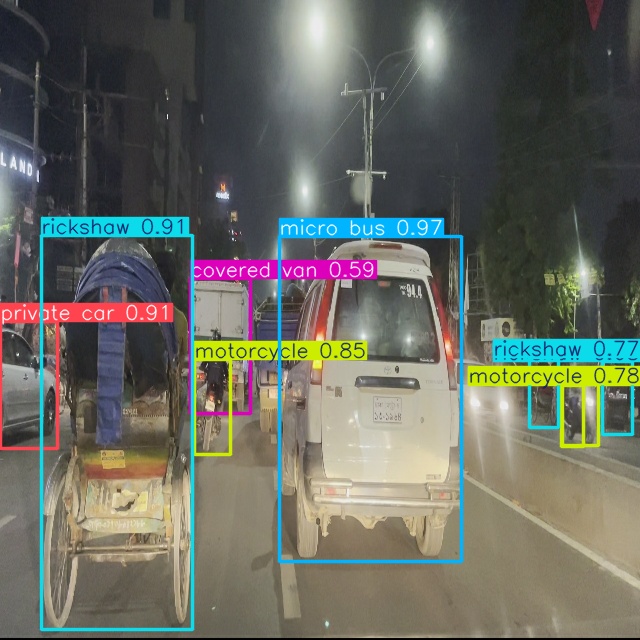 LAND
rickshaw 0.91
micro bus 0.97
covered van 0.59
94.4
private car 0.91
motorcycle 0.85
rickshaw 0.77
motorcycle 0.78